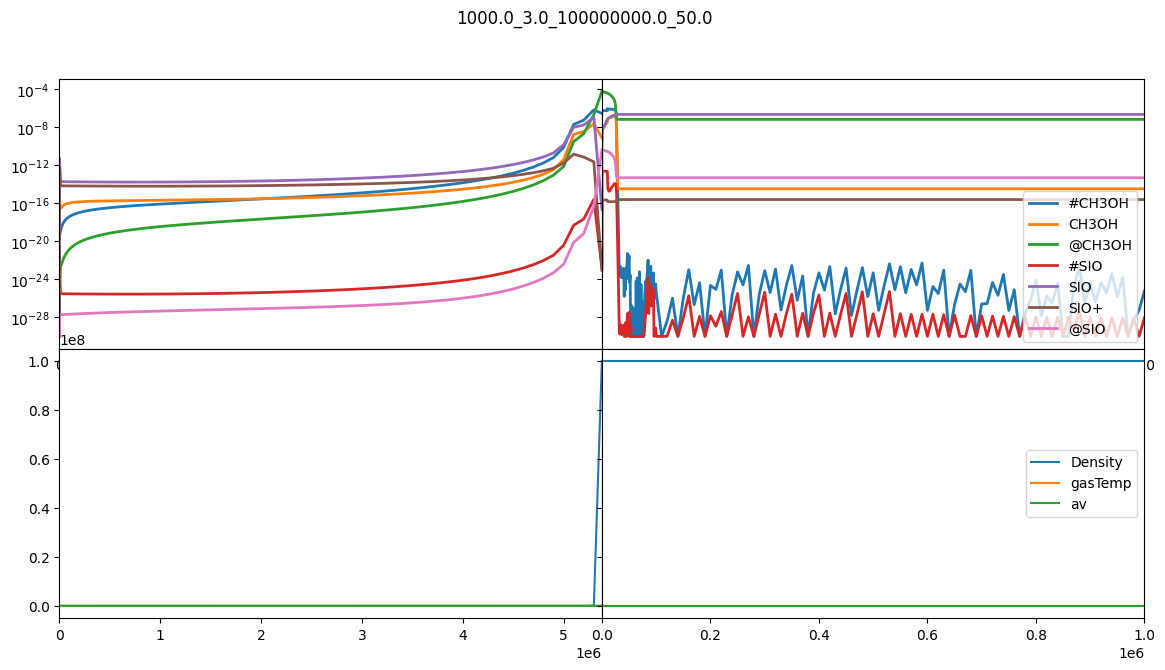 1000.0_3.0_100000000.0_50.0
10⁻⁴
10⁻⁸
10⁻¹²
10⁻¹⁶
10⁻²⁰
10⁻²⁴
10⁻²⁸
#CH3OH
CH3OH
@CH3OH
#SIO
SIO
SIO+
@SIO
1e8
0
0
1.0
0.8
0.6
0.4
0.2
0.0
Density
gasTemp
av
0 1 2 3 4 5
1e6
0.0 0.2 0.4 0.6 0.8 1.0
1e6